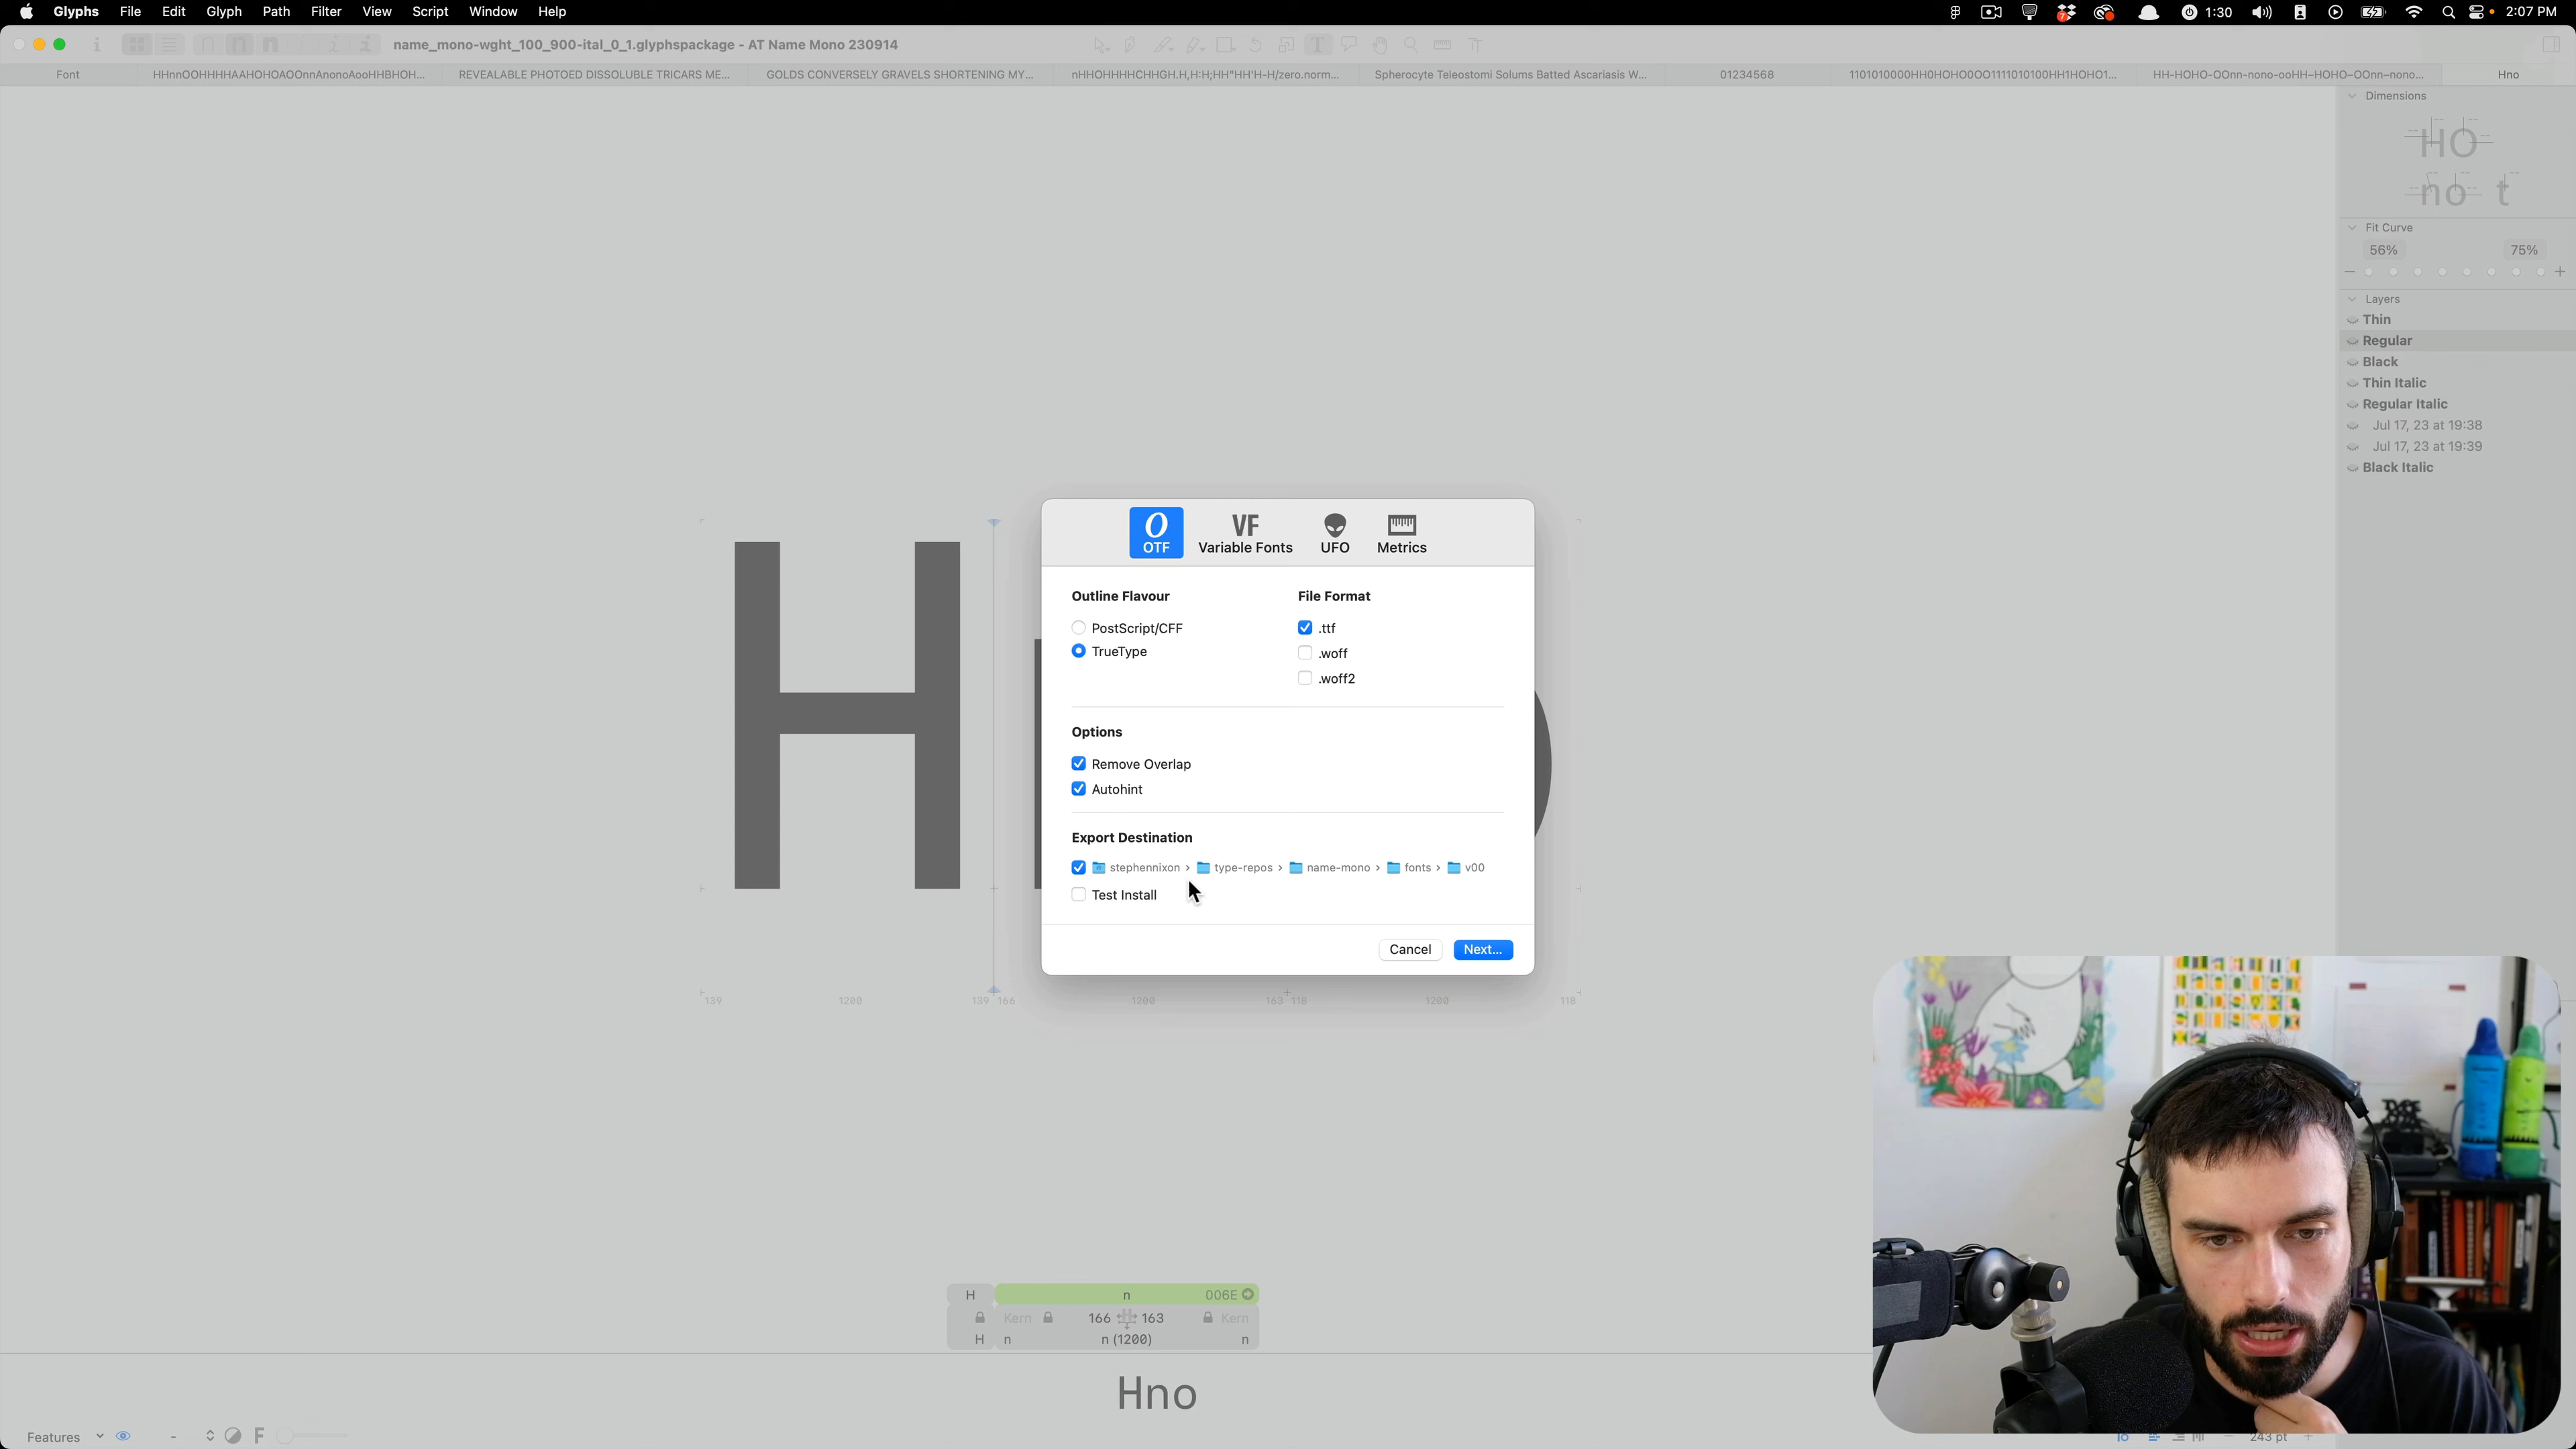 Glyphs File Edit Glyph Path Filter View Script Window Help 1:30 2:07 PM
name_mono-wght_100_900-ital_0_1.glyphspackage - AT Name Mono 230914
Font HHnnOOHHHHAAHOHOAOOnnAnonoAooHHBHOH... REVEALABLE PHOTOED DISSOLUBLE TRICARS ME... GOLDS CONVERSELY GRAVELS SHORTENING MY... nHHOHHHHCHHGH.H,H:H;HH"HH'H-H/zero.norm... Spherocyte Teleostomi Solums Batted Ascariasis W... 01234568 1101010000HH0HOHO0OO1111010100HH1HOHO1... HH-HOHO-OOnn-nono-ooHH–HOHO–OOnn–nono... Hno
Dimensions
HO
no t
Fit Curve
56% 75%
Layers
Thin
Regular
Black
Thin Italic
Regular Italic
Jul 17, 23 at 19:38
Jul 17, 23 at 19:39
Black Italic
H
OTF Variable Fonts UFO Metrics
Outline Flavour File Format
PostScript/CFF .ttf
TrueType .woff
.woff2
Options
Remove Overlap
Autohint
Export Destination
stephennixon › type-repos › name-mono › fonts › v00
Test Install
Cancel Next...
139 1200 139 166 1200 163 118 1200 118
H n 006E
Kern 166 163 Kern
H n n (1200) n
Hno
Features - F 243 pt